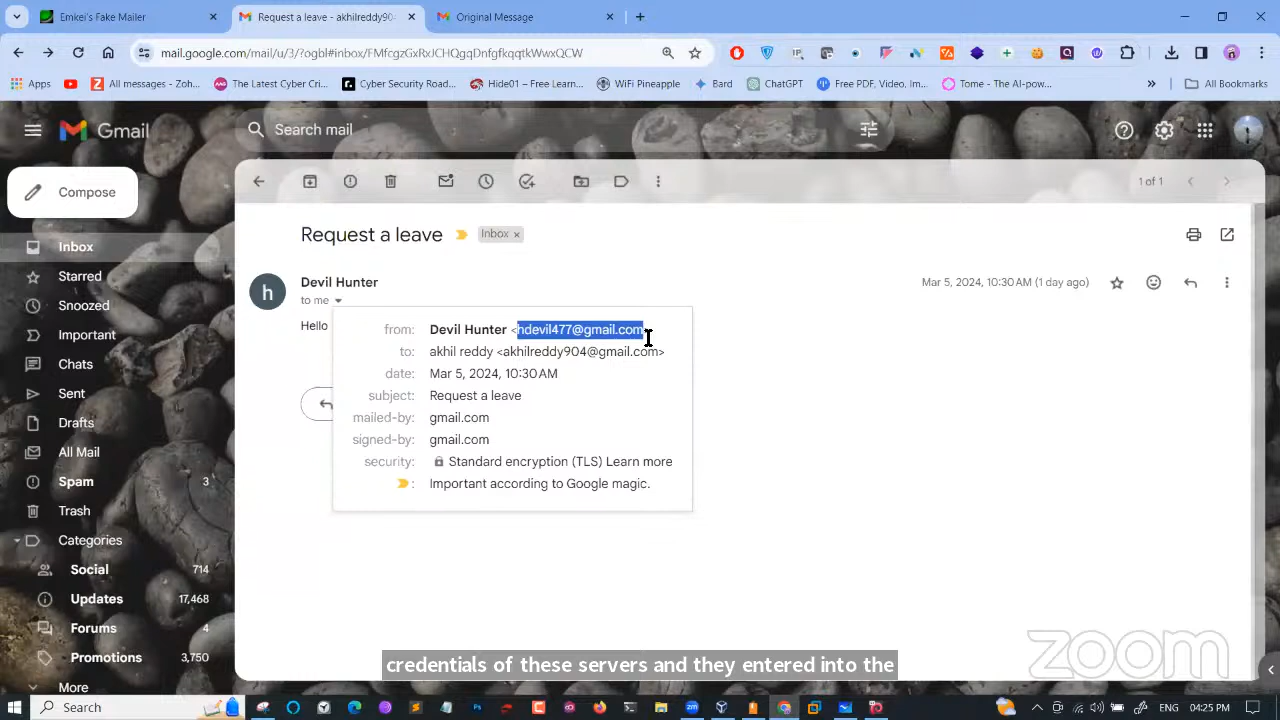 Emkei's Fake Mailer
Request a leave - akhilreddy90
Original Message
mail.google.com/mail/u/3/?ogbl#inbox/FMfcgzGxRxJCHQgqDnfgfkqqtkWwxQCW
Apps
All messages - Zoh...
The Latest Cyber Cri...
Cyber Security Road...
Hide01 – Free Learn...
WiFi Pineapple
Bard
ChatGPT
Free PDF, Video, Im...
Tome - The AI-pow...
»
All Bookmarks
Gmail
Search mail
Compose
1 of 1
Inbox
Starred
Snoozed
Important
Chats
Sent
Drafts
All Mail
Spam 3
Trash
Categories
Social 714
Updates 17,468
Forums 4
Promotions 3,750
More
Request a leave
Inbox ×
h
Devil Hunter
Mar 5, 2024, 10:30 AM (1 day ago)
to me
Hello
from: Devil Hunter <hdevil477@gmail.com>
to: akhil reddy <akhilreddy904@gmail.com>
date: Mar 5, 2024, 10:30 AM
subject: Request a leave
mailed-by: gmail.com
signed-by: gmail.com
security: Standard encryption (TLS) Learn more
: Important according to Google magic.
credentials of these servers and they entered into the
zoom
Search
ENG
04:25 PM